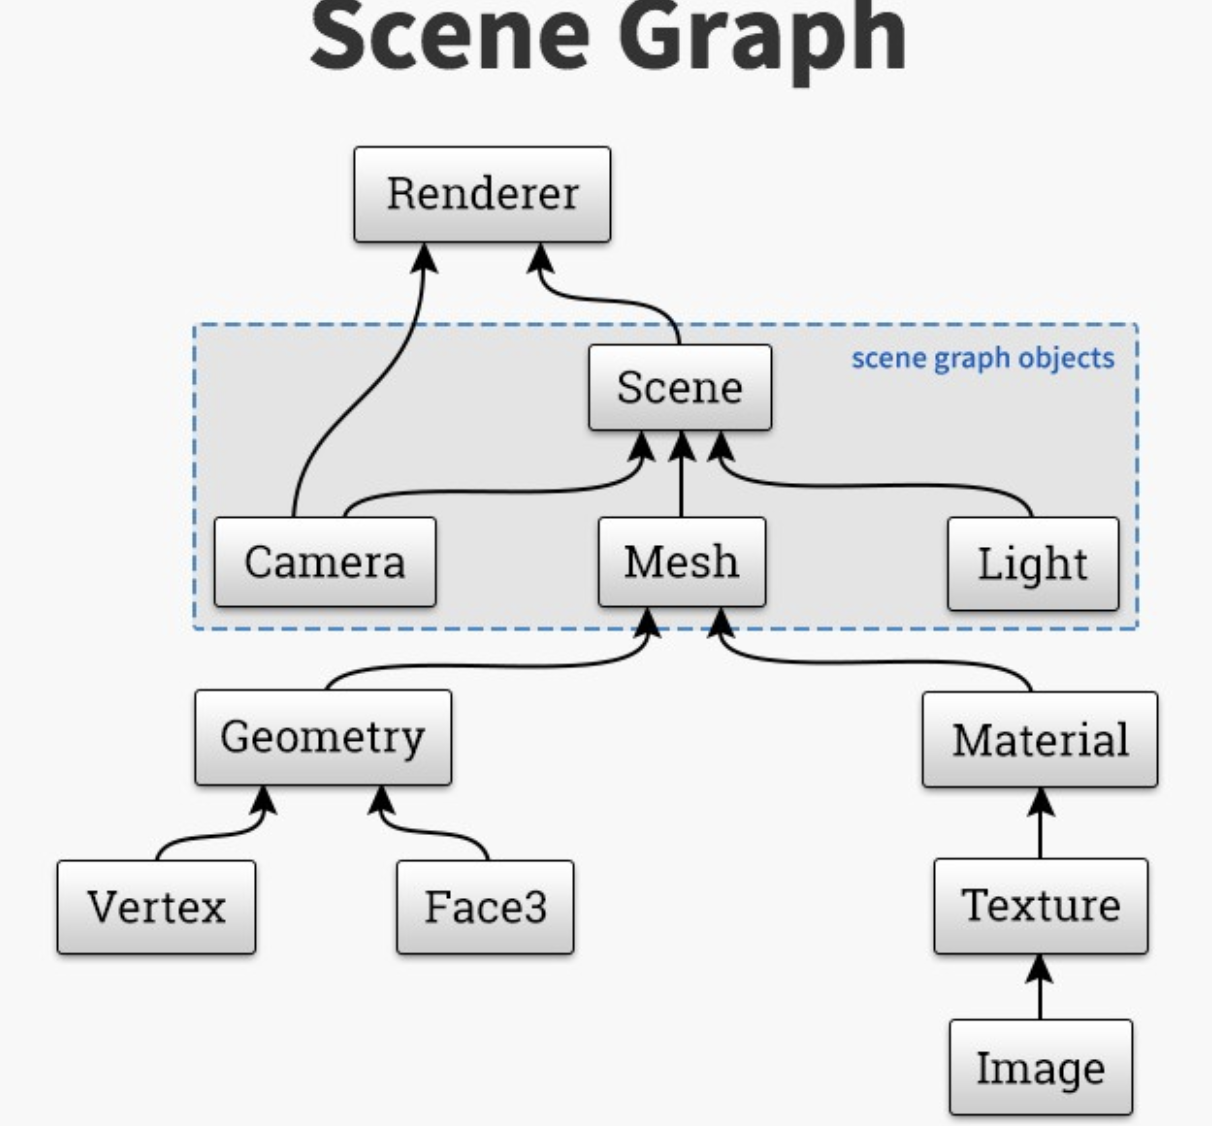 Scene Graph
Renderer
scene graph objects
Scene
Camera
Mesh
Light
Geometry
Material
Vertex
Face3
Texture
Image